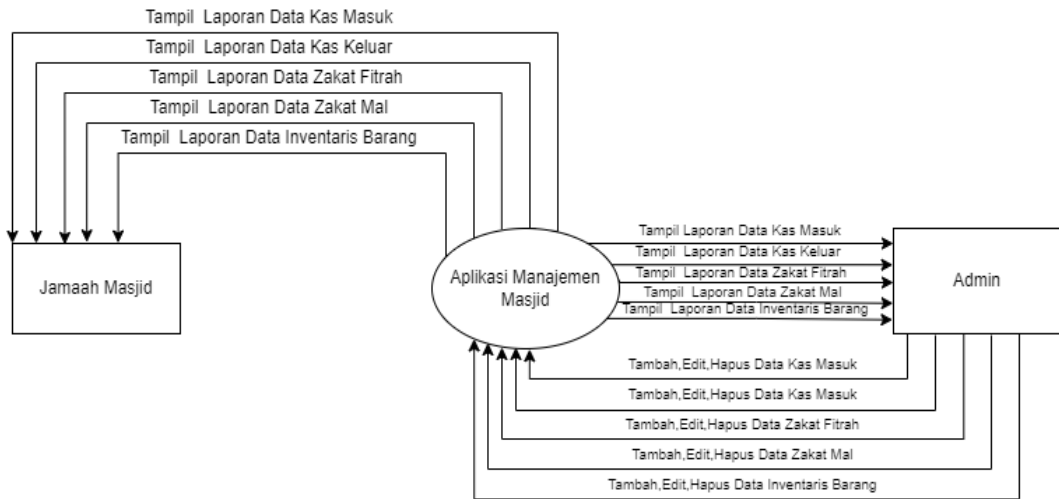 Tampil Laporan Data Kas Masuk
Tampil Laporan Data Kas Keluar
Tampil Laporan Data Zakat Fitrah
Tampil Laporan Data Zakat Mal
Tampil Laporan Data Inventaris Barang
Jamaah Masjid
Aplikasi Manajemen
Masjid
Tampil Laporan Data Kas Masuk
Tampil Laporan Data Kas Keluar
Tampil Laporan Data Zakat Fitrah
Tampil Laporan Data Zakat Mal
Tampil Laporan Data Inventaris Barang
Admin
Tambah,Edit,Hapus Data Kas Masuk
Tambah,Edit,Hapus Data Kas Masuk
Tambah,Edit,Hapus Data Zakat Fitrah
Tambah,Edit,Hapus Data Zakat Mal
Tambah,Edit,Hapus Data Inventaris Barang